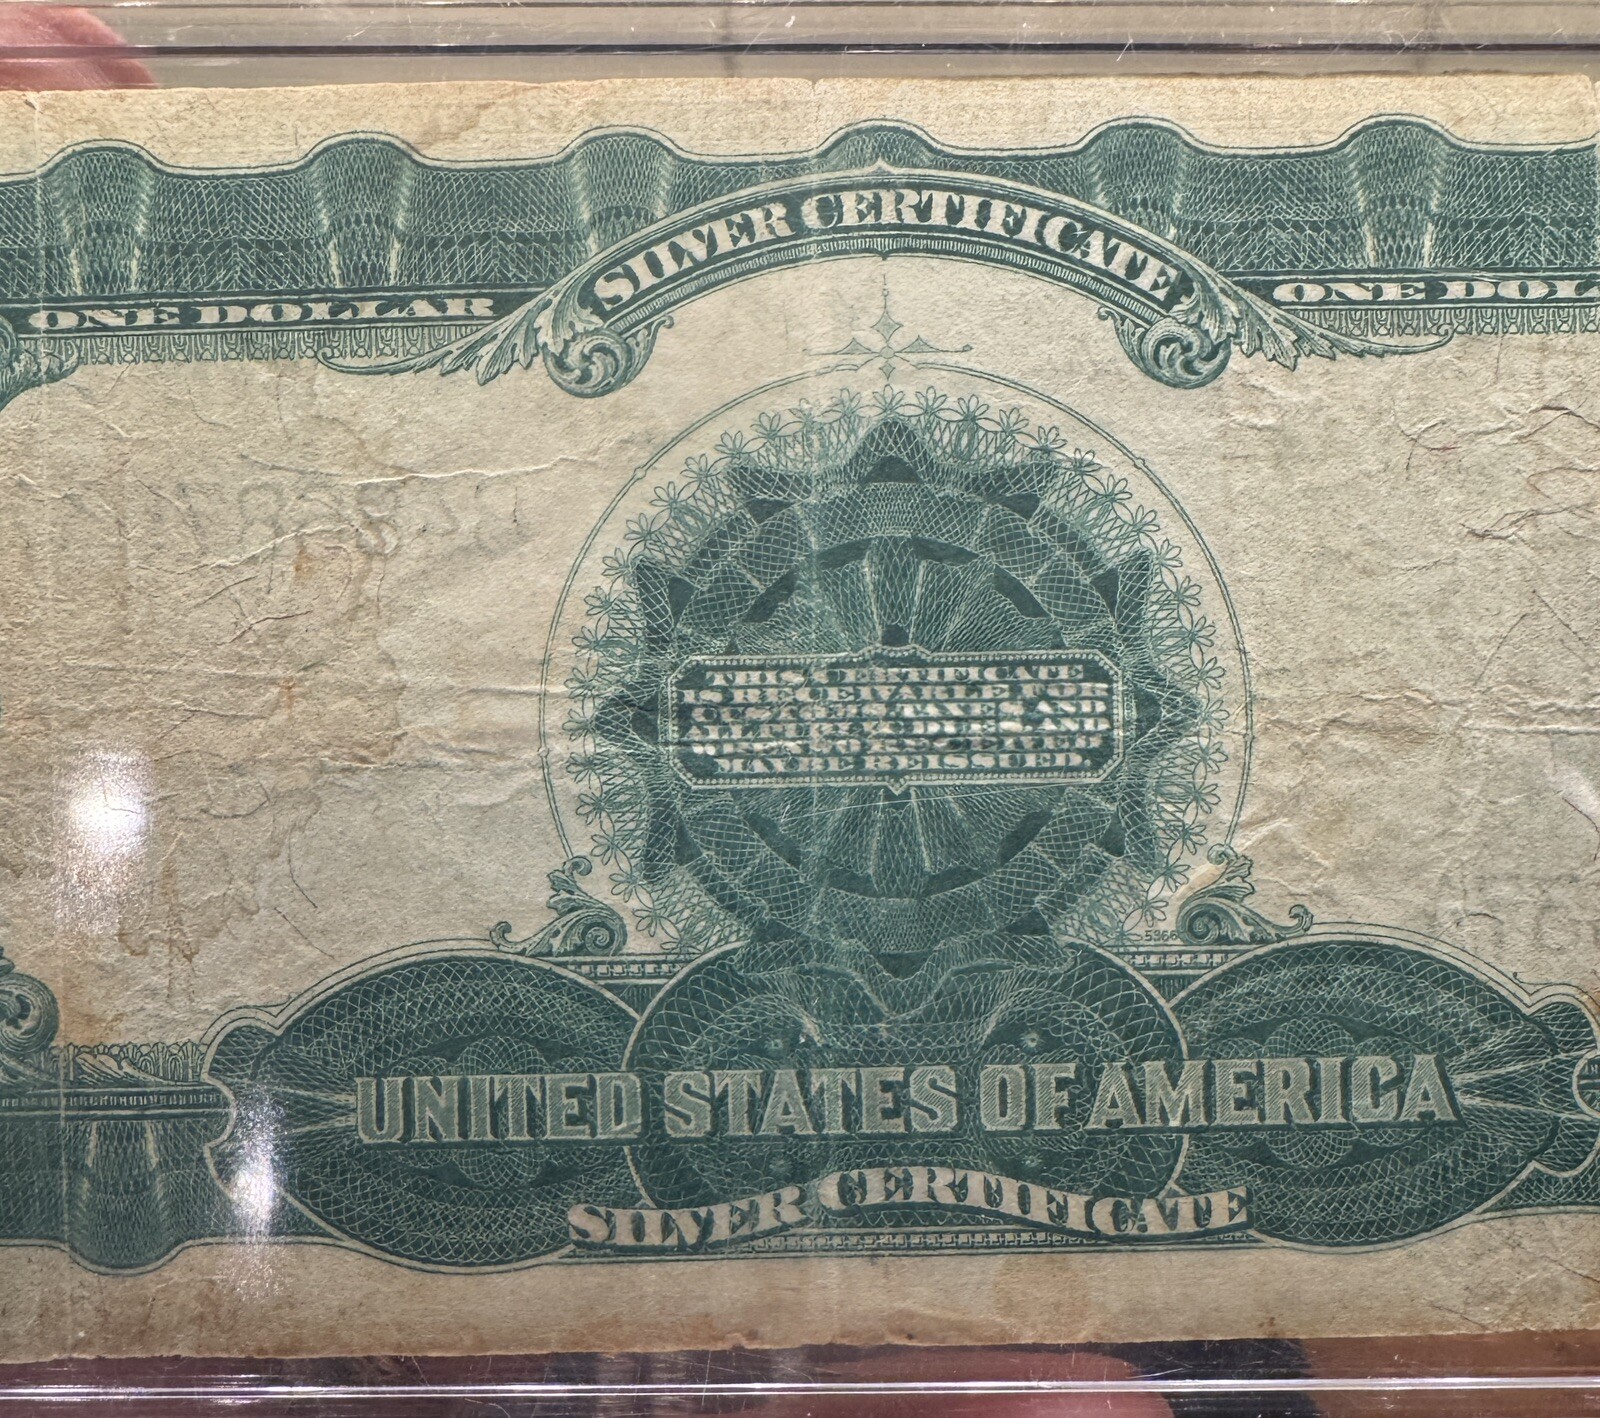 SILVER CERTIFICATE
ONE DOLLAR
ONE DOL
THIS CERTIFICATE
IS RECEIVABLE FOR
CUSTOMS, TAXES AND
ALL PUBLIC DUES AND
WHEN SO RECEIVED
MAY BE REISSUED.
5366
UNITED STATES OF AMERICA
SILVER CERTIFICATE